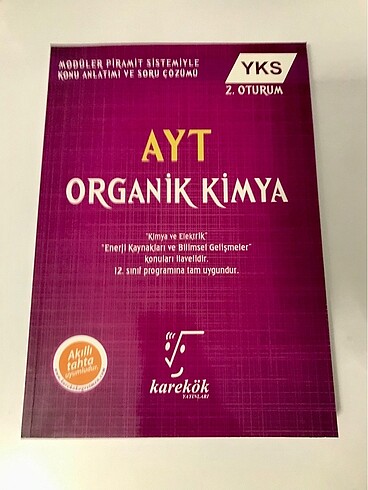 MODÜLER PİRAMİT SİSTEMİYLE
KONU ANLATIMI VE SORU ÇÖZÜMÜ
YKS
2. OTURUM
AYT
ORGANİK KİMYA
"Kimya ve Elektrik"
"Enerji Kaynakları ve Bilimsel Gelişmeler"
konuları ilavelidir.
12. sınıf programına tam uygundur.
Akıllı
tahta
uyumludur.
karekök
YAYINLARI